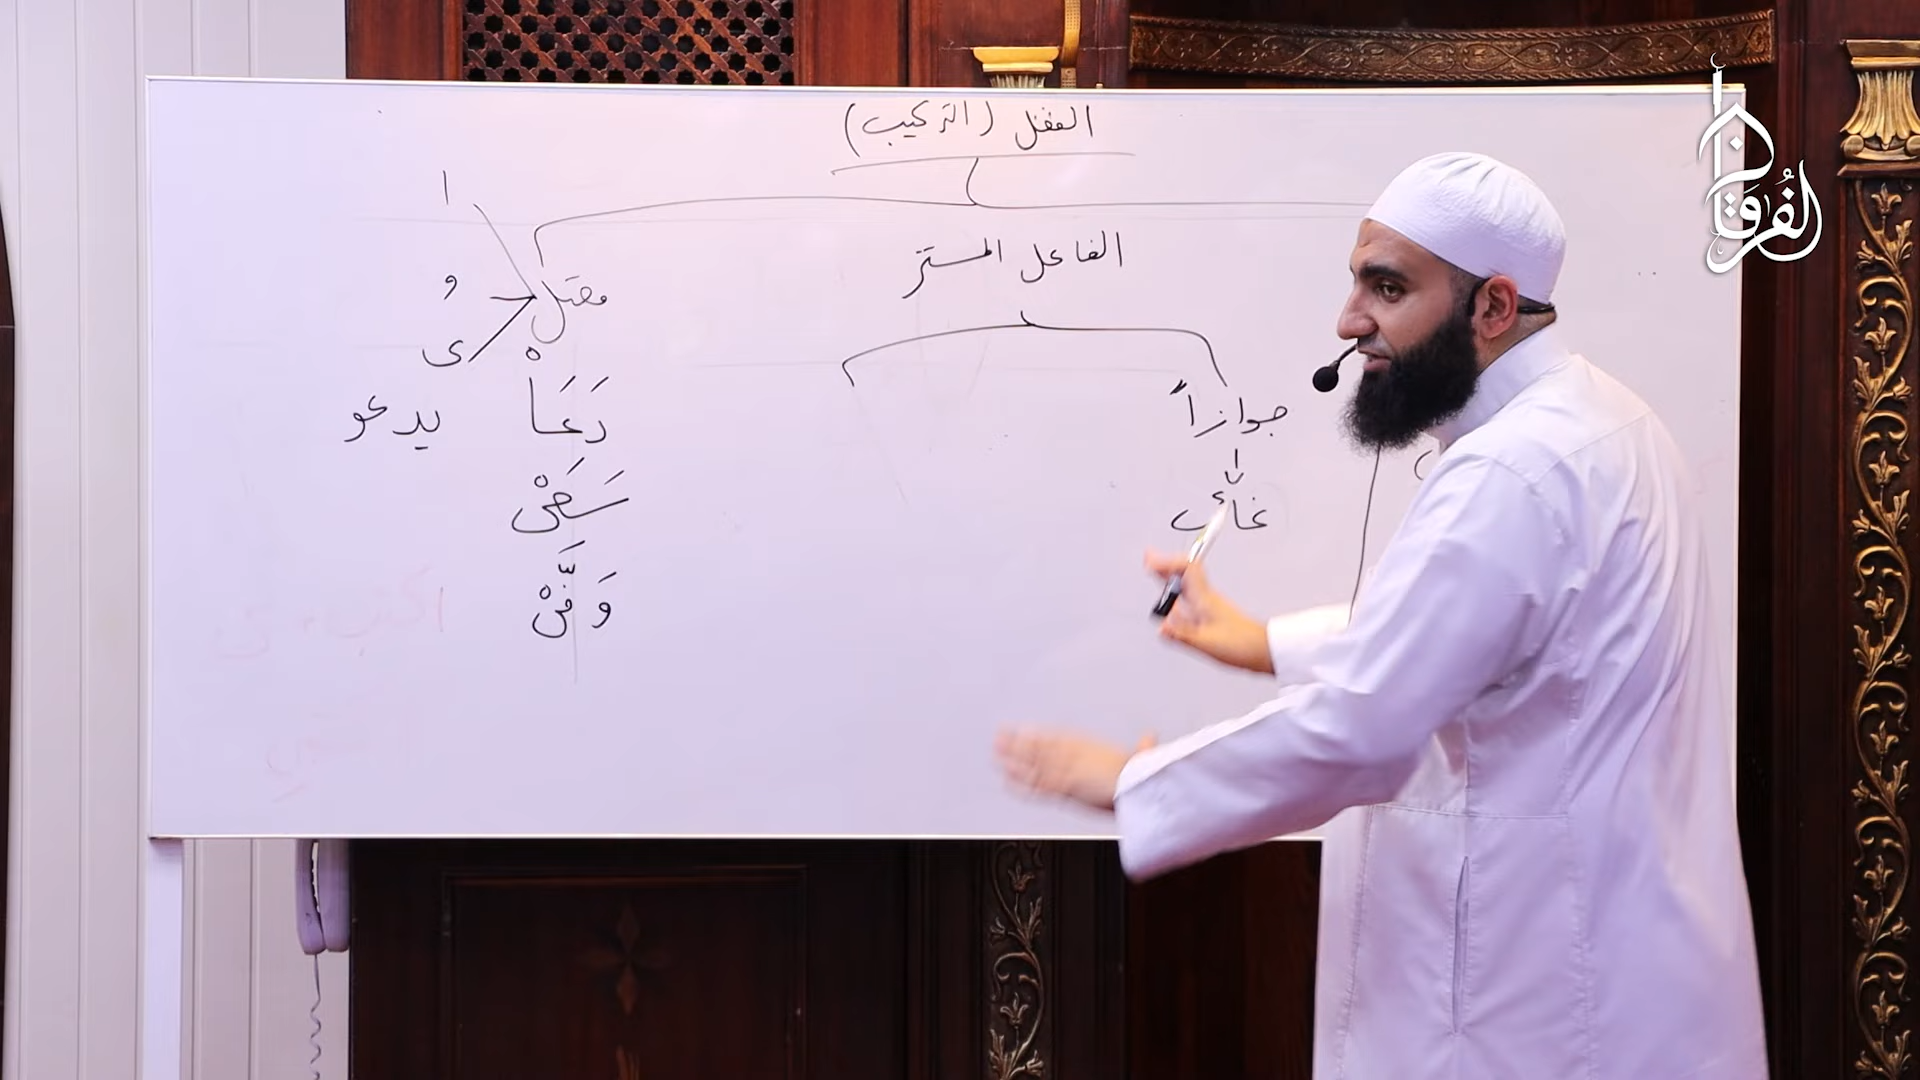 الفعل (التركيب)
ا
الفاعل المستتر
و
معتل
ى
جوازاً
دَعَاْ
يدعو
غائب
سَعَىْ
وَفَّىْ
الفرقان